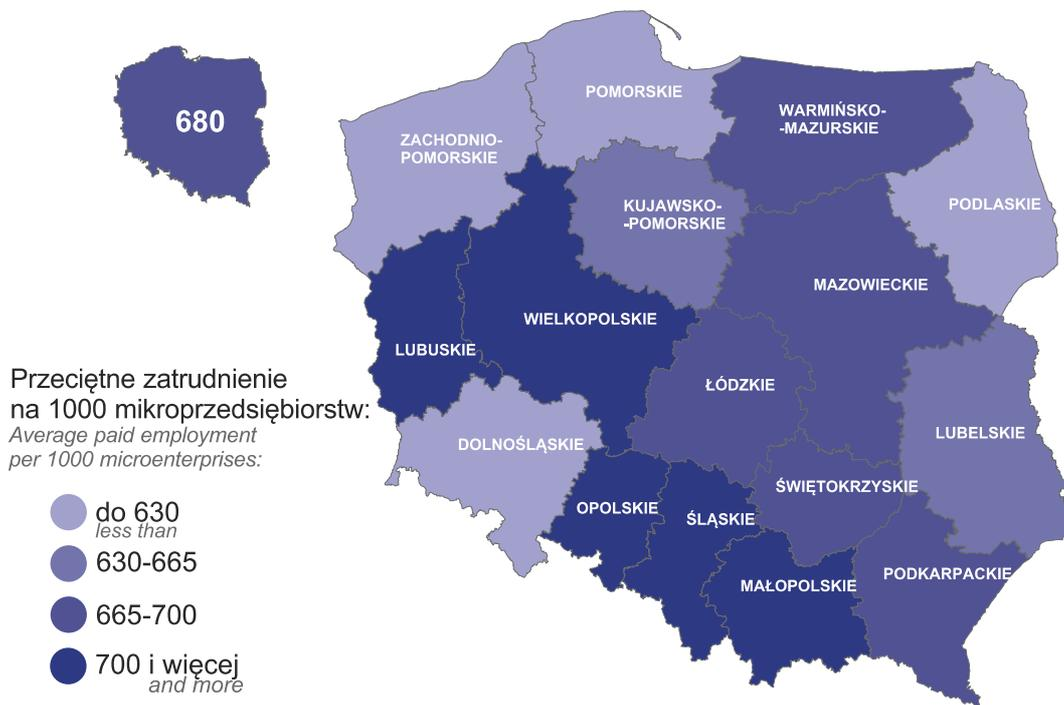 680
POMORSKIE
WARMIŃSKO-
-MAZURSKIE
ZACHODNIO-
POMORSKIE
KUJAWSKO-
-POMORSKIE
PODLASKIE
MAZOWIECKIE
WIELKOPOLSKIE
LUBUSKIE
ŁÓDZKIE
DOLNOŚLĄSKIE
LUBELSKIE
ŚWIĘTOKRZYSKIE
OPOLSKIE
ŚLĄSKIE
MAŁOPOLSKIE
PODKARPACKIE
Przeciętne zatrudnienie
na 1000 mikroprzedsiębiorstw:
Average paid employment
per 1000 microenterprises:
do 630
less than
630-665
665-700
700 i więcej
and more